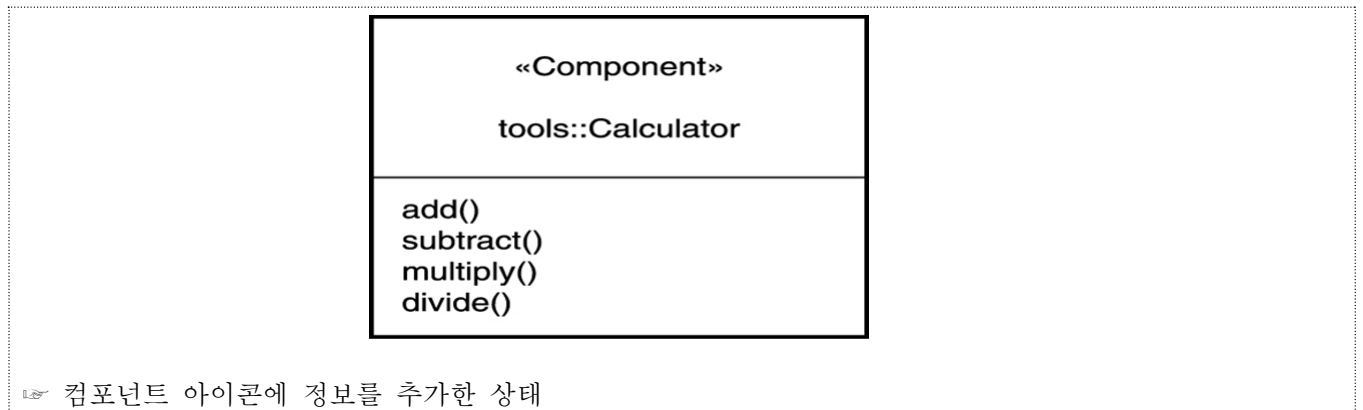 «Component»
tools::Calculator
add()
subtract()
multiply()
divide()
☞ 컴포넌트 아이콘에 정보를 추가한 상태